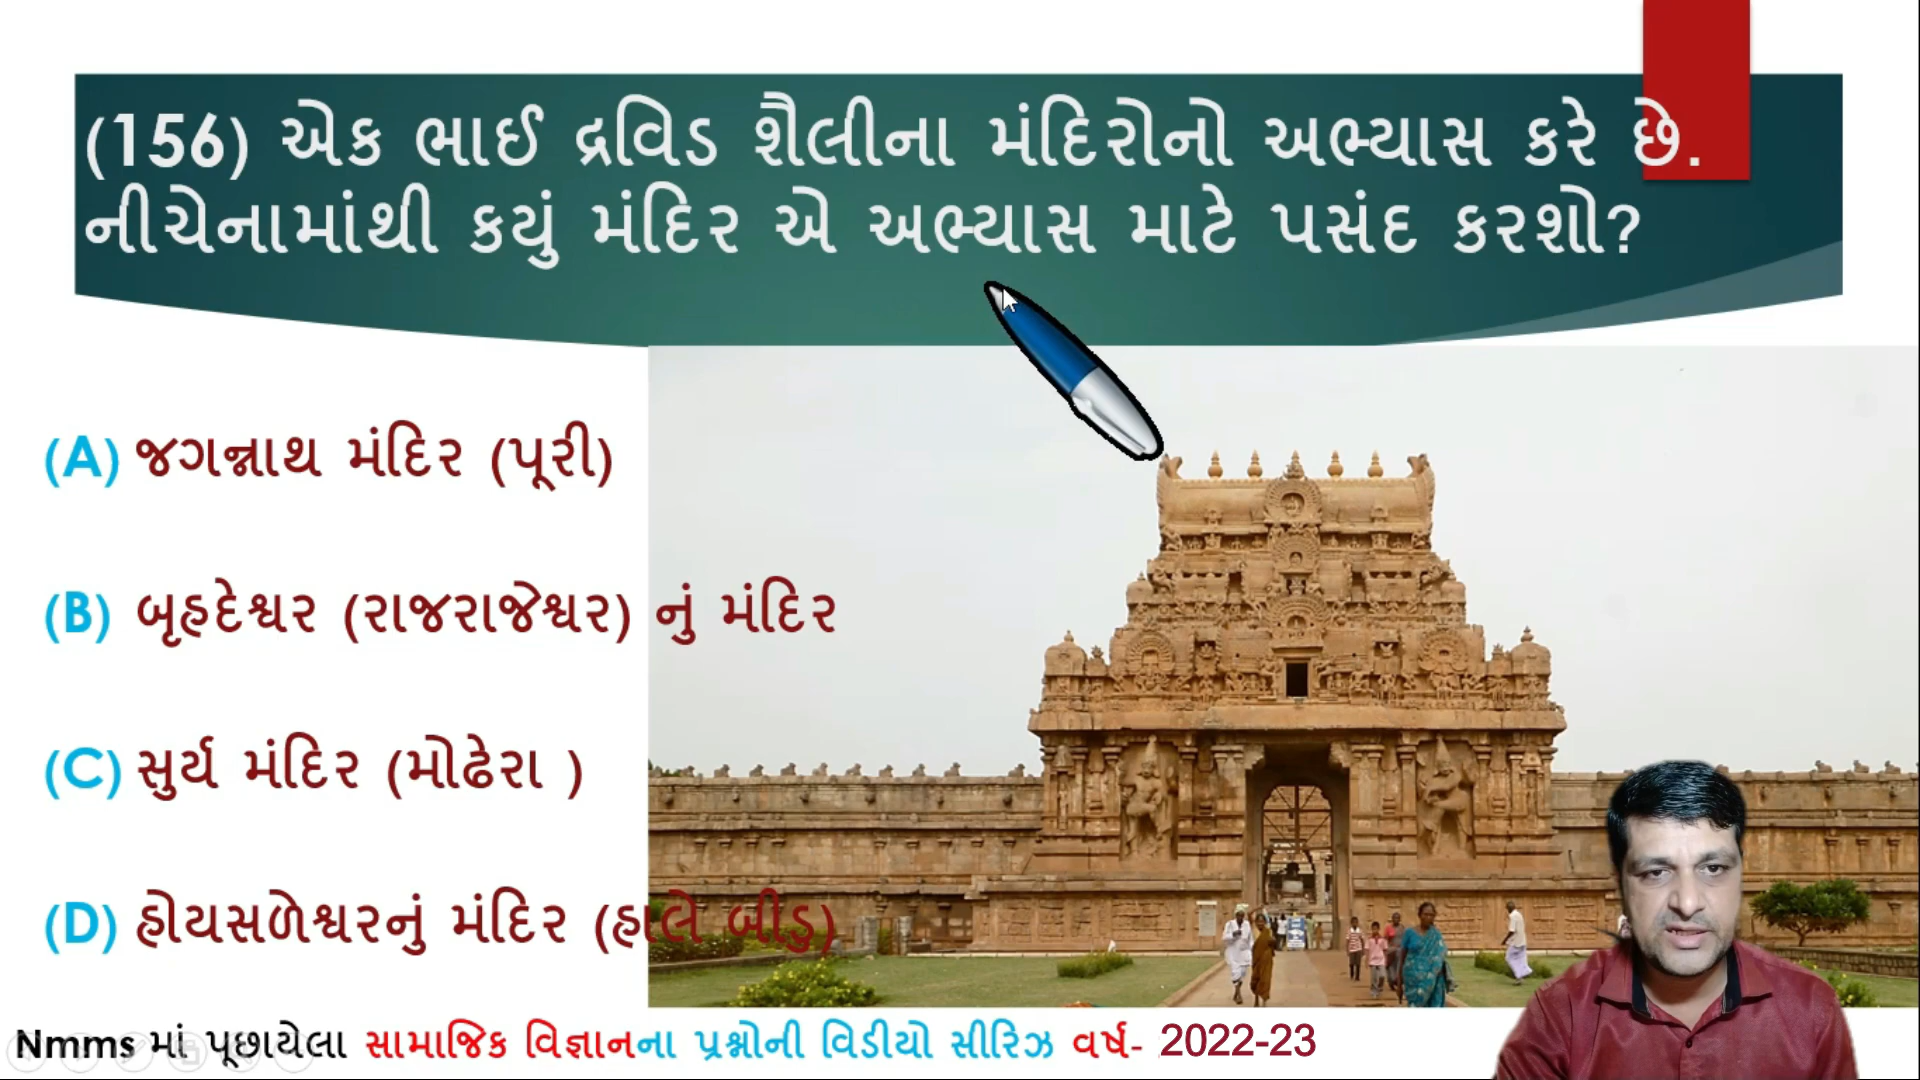 (156) એક ભાઈ દ્રવિડ શૈલીના મંદિરોનો અભ્યાસ કરે છે.
નીચેનામાંથી કયું મંદિર એ અભ્યાસ માટે પસંદ કરશો?
(A) જગન્નાથ મંદિર (પૂરી)
(B) બૃહદેશ્વર (રાજરાજેશ્વર) નું મંદિર
(C) સુર્ય મંદિર (મોઢેરા )
(D) હોયસળેશ્વરનું મંદિર (હાલે બીડુ)
Nmms માં પૂછાયેલા સામાજિક વિજ્ઞાનના પ્રશ્નોની વિડીયો સીરિઝ વર્ષ- 2022-23